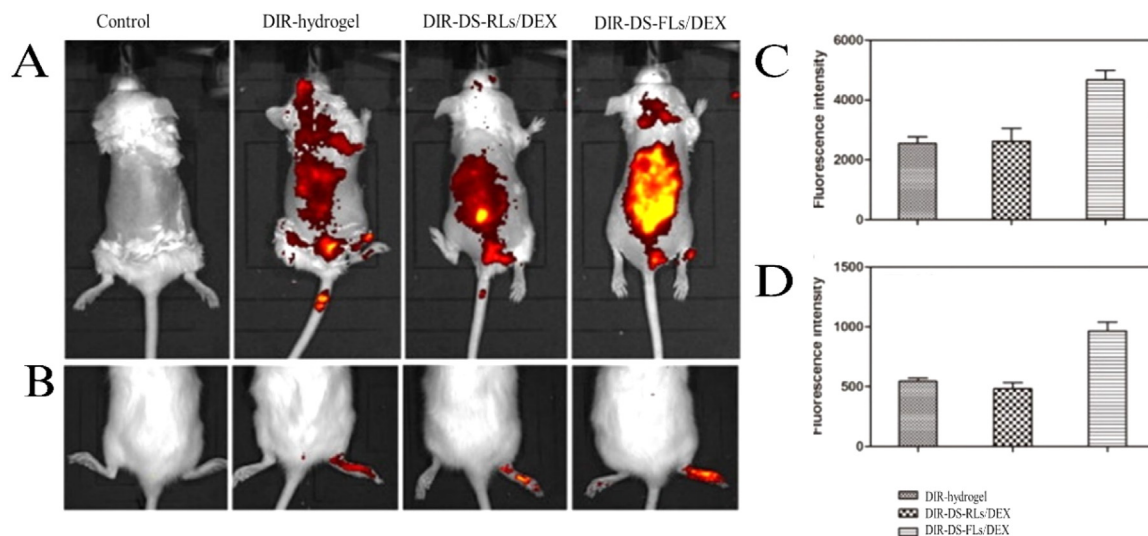 Control
DIR-hydrogel
DIR-DS-RLs/DEX
DIR-DS-FLs/DEX
A
B
C
Fluorescence intensity
6000
4000
2000
0
D
Fluorescence intensity
1500
1000
500
0
DIR-hydrogel
DIR-DS-RLs/DEX
DIR-DS-FLs/DEX